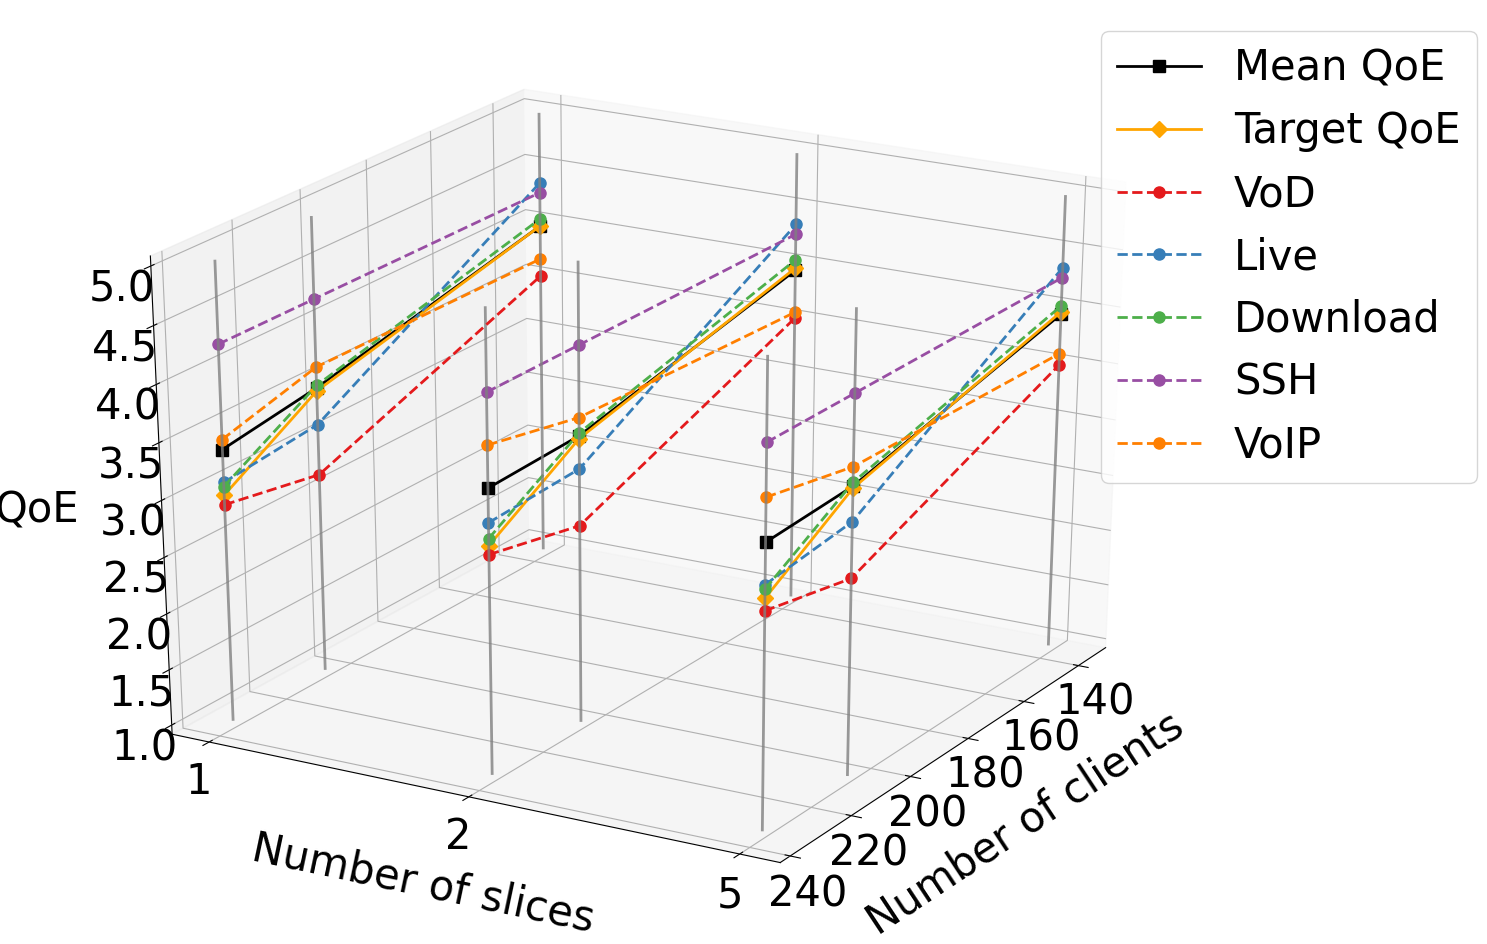 Mean QoE
Target QoE
VoD
Live
Download
SSH
VoIP
5.0
4.5
4.0
3.5
3.0
2.5
2.0
1.5
1.0
QoE
1
2
5
Number of slices
140
160
180
200
220
240
Number of clients